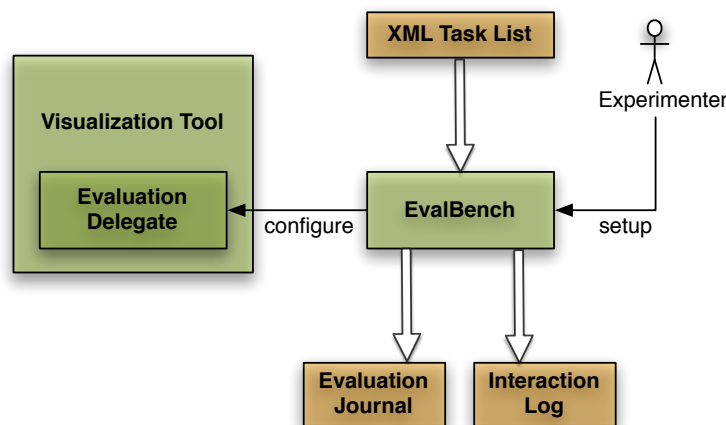 XML Task List
Experimenter
Visualization Tool
Evaluation
Delegate
configure
EvalBench
setup
Evaluation
Journal
Interaction
Log